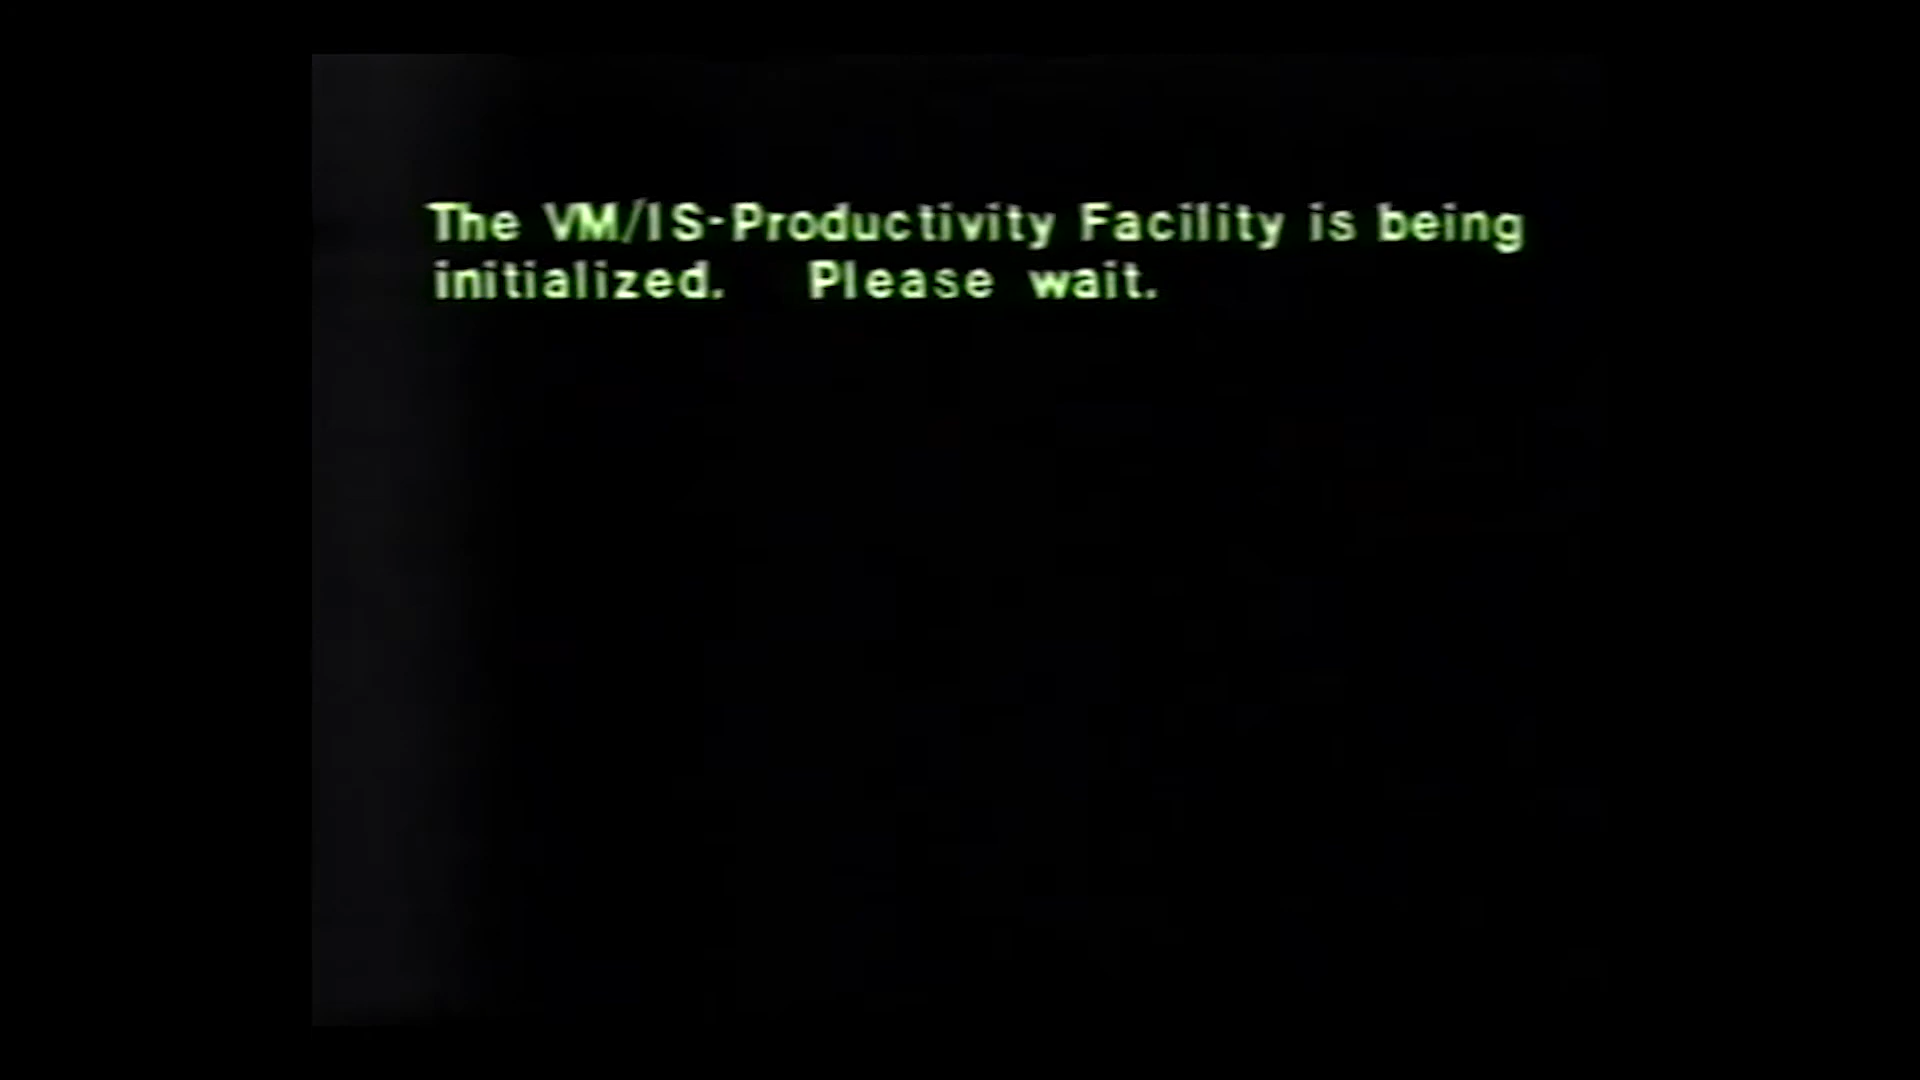 The VM/IS-Productivity Facility is being
initialized.  Please wait.